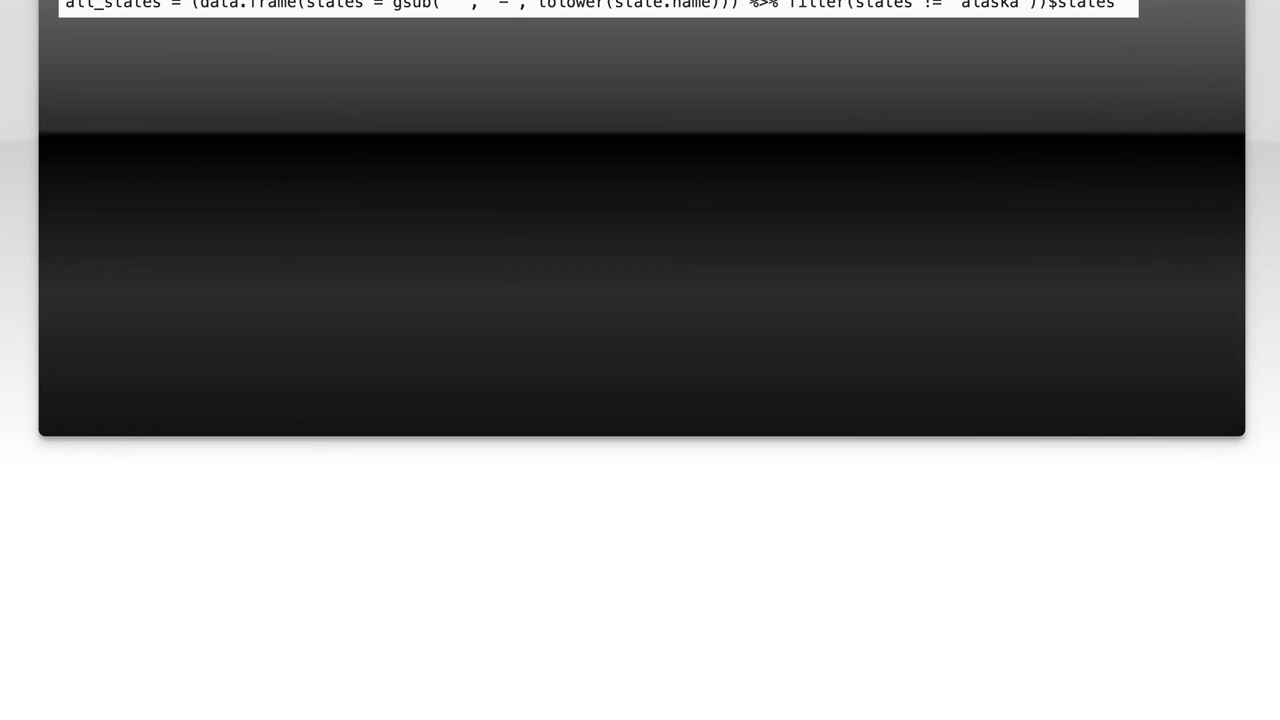 all_states = (data.frame(states = gsub(" ", "-", tolower(state.name))) %>% filter(states != "alaska"))$states